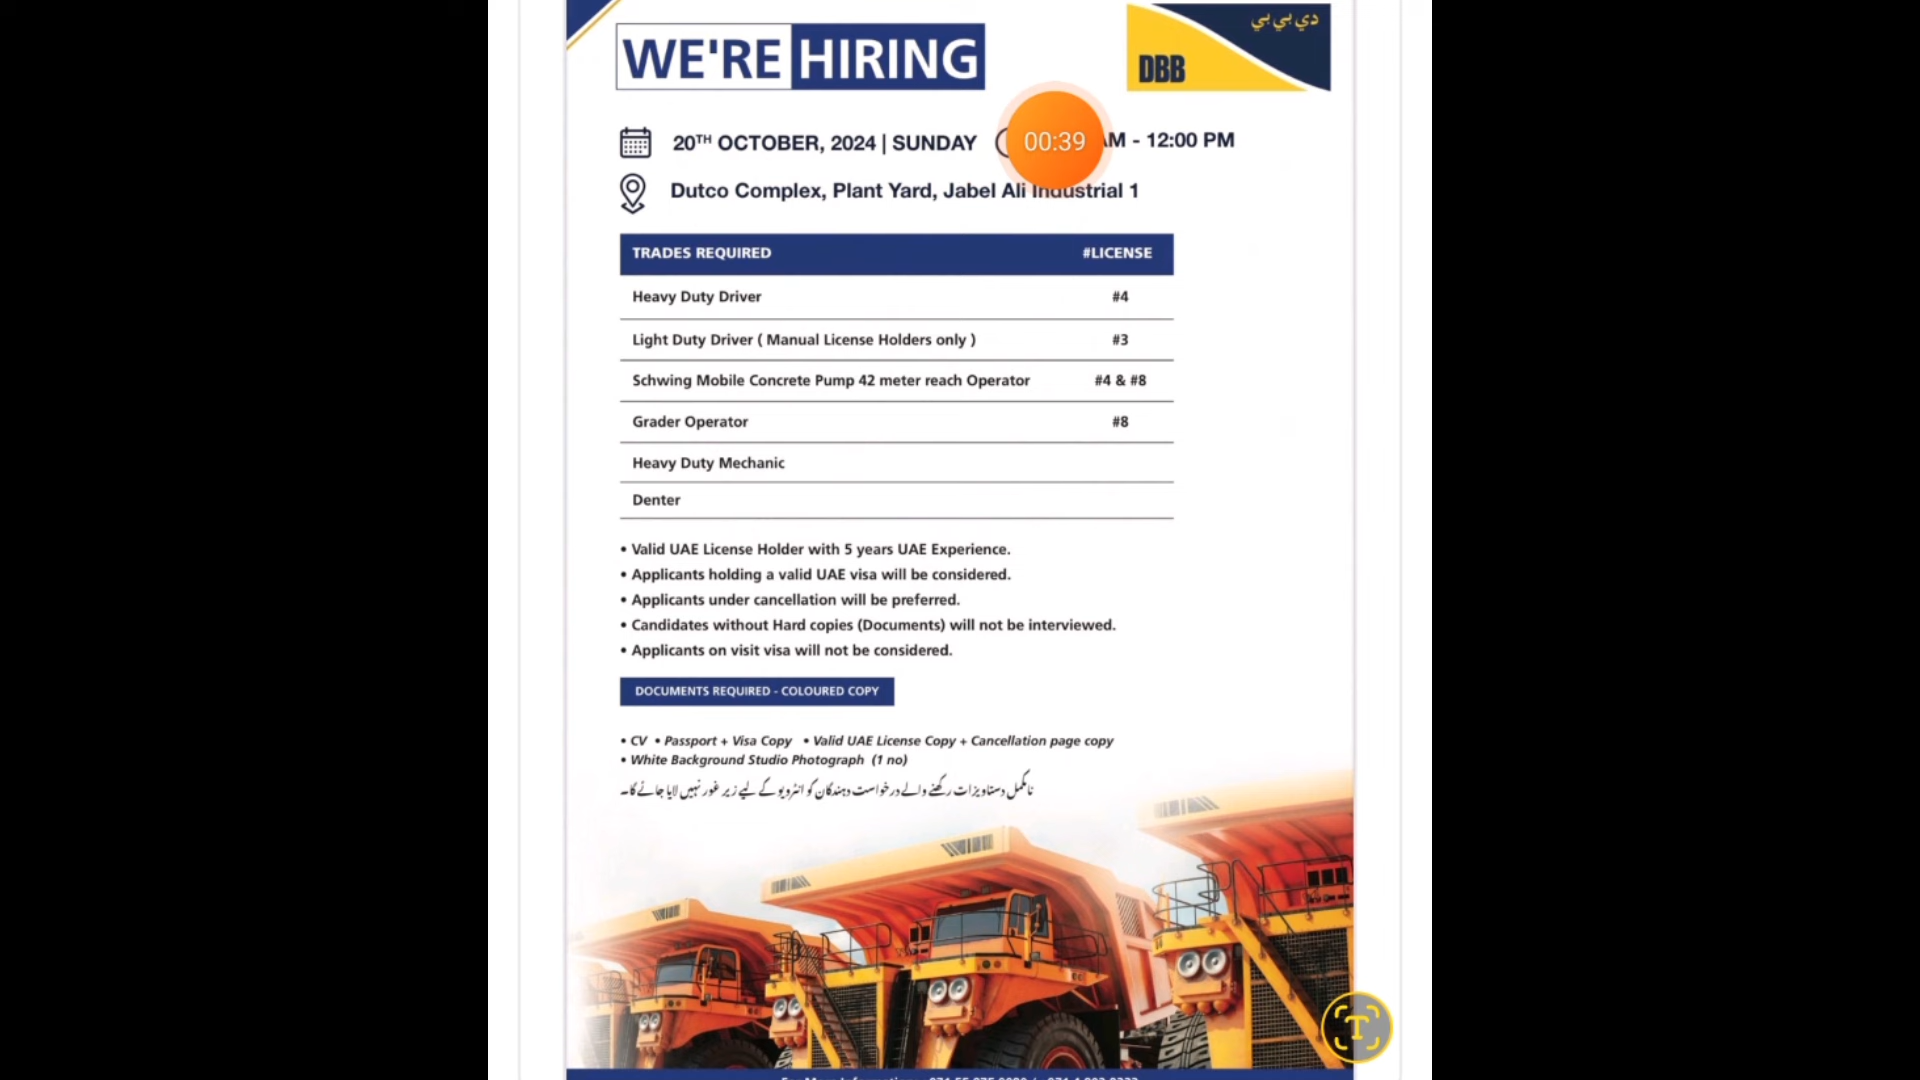 WE'RE HIRING
دي بي بي
DBB
20TH OCTOBER, 2024 | SUNDAY
00:39
AM - 12:00 PM
Dutco Complex, Plant Yard, Jabel Ali Industrial 1
TRADES REQUIRED #LICENSE
Heavy Duty Driver #4
Light Duty Driver ( Manual License Holders only ) #3
Schwing Mobile Concrete Pump 42 meter reach Operator #4 & #8
Grader Operator #8
Heavy Duty Mechanic
Denter
• Valid UAE License Holder with 5 years UAE Experience.
• Applicants holding a valid UAE visa will be considered.
• Applicants under cancellation will be preferred.
• Candidates without Hard copies (Documents) will not be interviewed.
• Applicants on visit visa will not be considered.
DOCUMENTS REQUIRED - COLOURED COPY
• CV • Passport + Visa Copy • Valid UAE License Copy + Cancellation page copy
• White Background Studio Photograph (1 no)
نامکمل دستاویزات رکھنے والے درخواست دہندگان کو انٹرویو کے لیے زیر غور نہیں لایا جائے گا۔